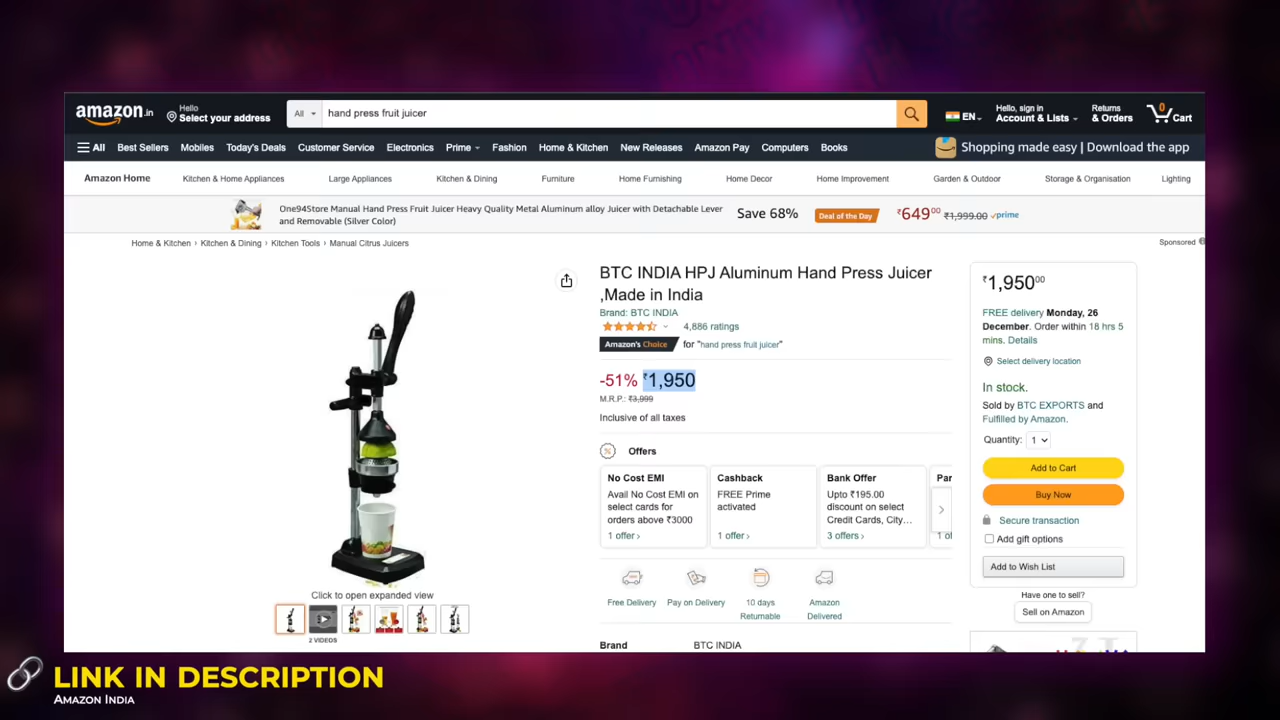 amazon.in
Hello
Select your address
All
hand press fruit juicer
EN
Hello, sign in
Account & Lists
Returns
& Orders
0
Cart
All
Best Sellers
Mobiles
Today's Deals
Customer Service
Electronics
Prime
Fashion
Home & Kitchen
New Releases
Amazon Pay
Computers
Books
Shopping made easy | Download the app
Amazon Home
Kitchen & Home Appliances
Large Appliances
Kitchen & Dining
Furniture
Home Furnishing
Home Decor
Home Improvement
Garden & Outdoor
Storage & Organisation
Lighting
One94Store Manual Hand Press Fruit Juicer Heavy Quality Metal Aluminum alloy Juicer with Detachable Lever
and Removable (Silver Color)
Save 68%
Deal of the Day
₹64900 ₹1,999.00 prime
Home & Kitchen › Kitchen & Dining › Kitchen Tools › Manual Citrus Juicers
Sponsored
BTC INDIA HPJ Aluminum Hand Press Juicer
,Made in India
Brand: BTC INDIA
4,886 ratings
Amazon's Choice for "hand press fruit juicer"
-51% ₹1,950
M.R.P.: ₹3,999
Inclusive of all taxes
Offers
No Cost EMI
Avail No Cost EMI on
select cards for
orders above ₹3000
1 offer ›
Cashback
FREE Prime
activated
1 offer ›
Bank Offer
Upto ₹195.00
discount on select
Credit Cards, City…
3 offers ›
Par
1 of
Free Delivery
Pay on Delivery
10 days
Returnable
Amazon
Delivered
Brand
BTC INDIA
Click to open expanded view
2 VIDEOS
₹1,95000
FREE delivery Monday, 26
December. Order within 18 hrs 5
mins. Details
Select delivery location
In stock.
Sold by BTC EXPORTS and
Fulfilled by Amazon.
Quantity: 1
Add to Cart
Buy Now
Secure transaction
Add gift options
Add to Wish List
Have one to sell?
Sell on Amazon
LINK IN DESCRIPTION
AMAZON INDIA